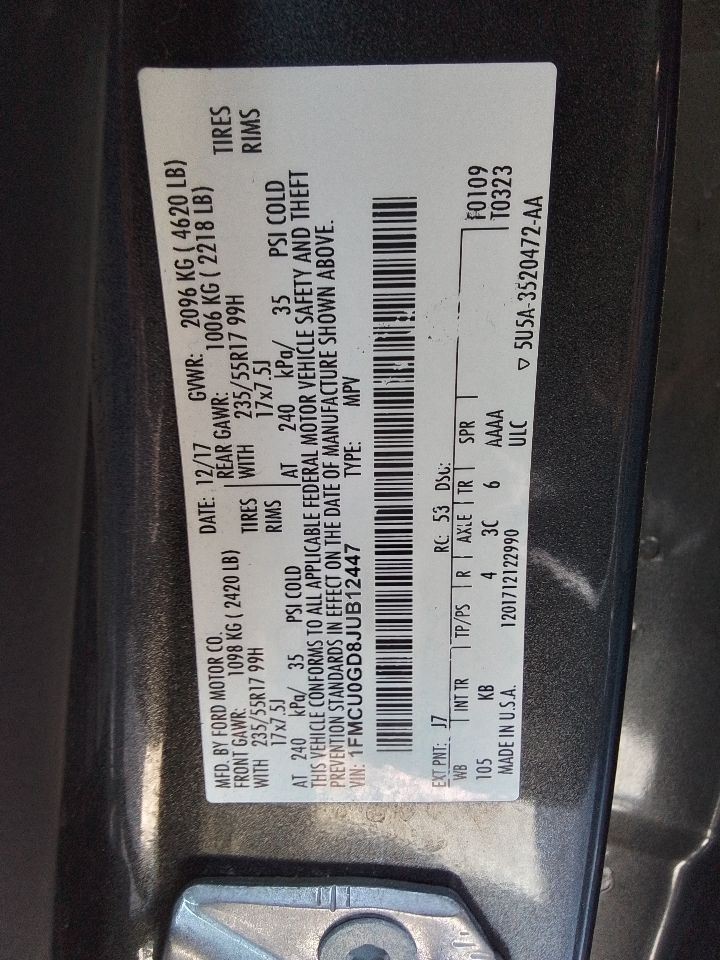 MFD. BY FORD MOTOR CO. DATE: 12/17 GVWR: 2096 KG ( 4620 LB)
FRONT GAWR: 1098 KG ( 2420 LB) REAR GAWR: 1006 KG ( 2218 LB)
WITH 235/55R17 99H TIRES WITH 235/55R17 99H TIRES
17x7.5J RIMS 17x7.5J RIMS
AT 240 kPa/ 35 PSI COLD AT 240 kPa/ 35 PSI COLD
THIS VEHICLE CONFORMS TO ALL APPLICABLE FEDERAL MOTOR VEHICLE SAFETY AND THEFT
PREVENTION STANDARDS IN EFFECT ON THE DATE OF MANUFACTURE SHOWN ABOVE.
VIN: 1FMCU0GD8JUB12447 TYPE: MPV
EXT PNT: J7 RC: 53 DSO: F0109
WB INT TR TP/PS R AXLE TR SPR T0323
105 KB 4 3C 6 AAAA
MADE IN U.S.A. 1201712122990 ULC ▽ 5U5A-3520472-AA